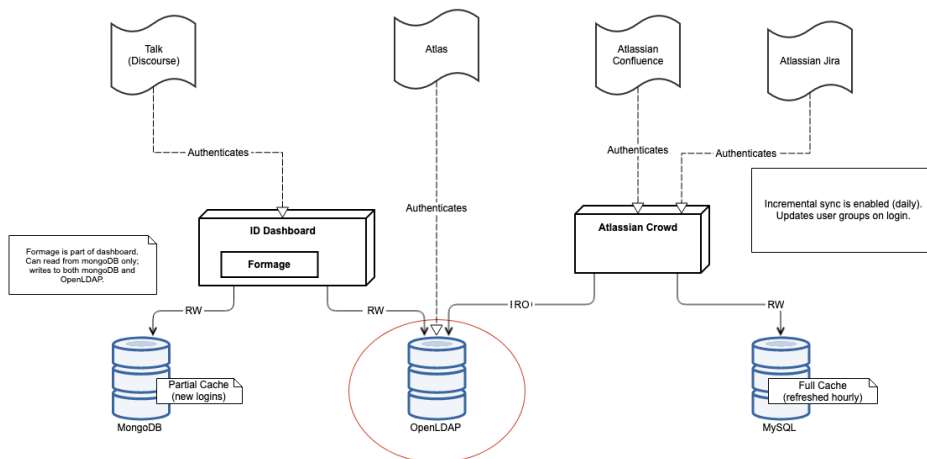 Talk
(Discourse)
Atlas
Atlassian
Confluence
Atlassian Jira
Authenticates
Authenticates
Authenticates
Authenticates
Incremental sync is enabled (daily).
Updates user groups on login.
ID Dashboard
Formage
Atlassian Crowd
Formage is part of dashboard.
Can read from mongoDB only;
writes to both mongoDB and
OpenLDAP.
RW
RW
RO
RW
Partial Cache
(new logins)
Full Cache
(refreshed hourly)
MongoDB
OpenLDAP
MySQL